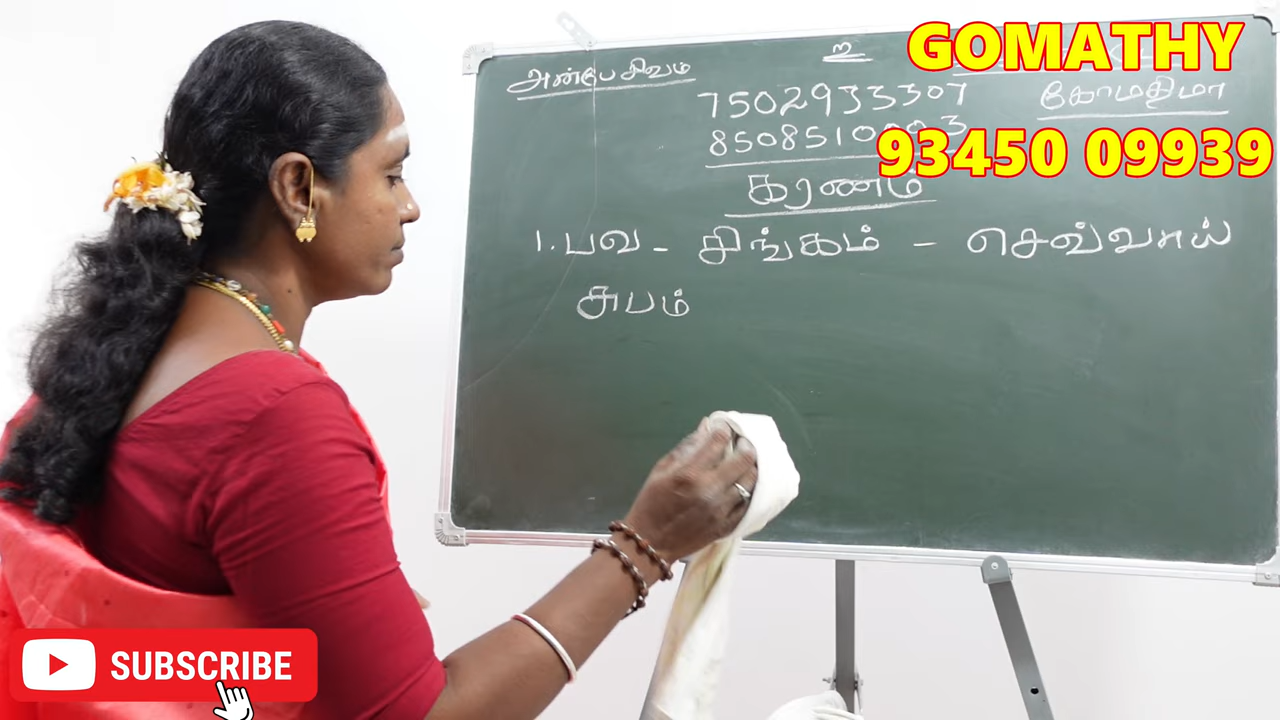 GOMATHY
அன்பே சிவம்
உ
7502933307
கோமதிமா
93450 09939
கரணம்
1. பவ - சிங்கம் - செவ்வாய்
சுபம்
SUBSCRIBE